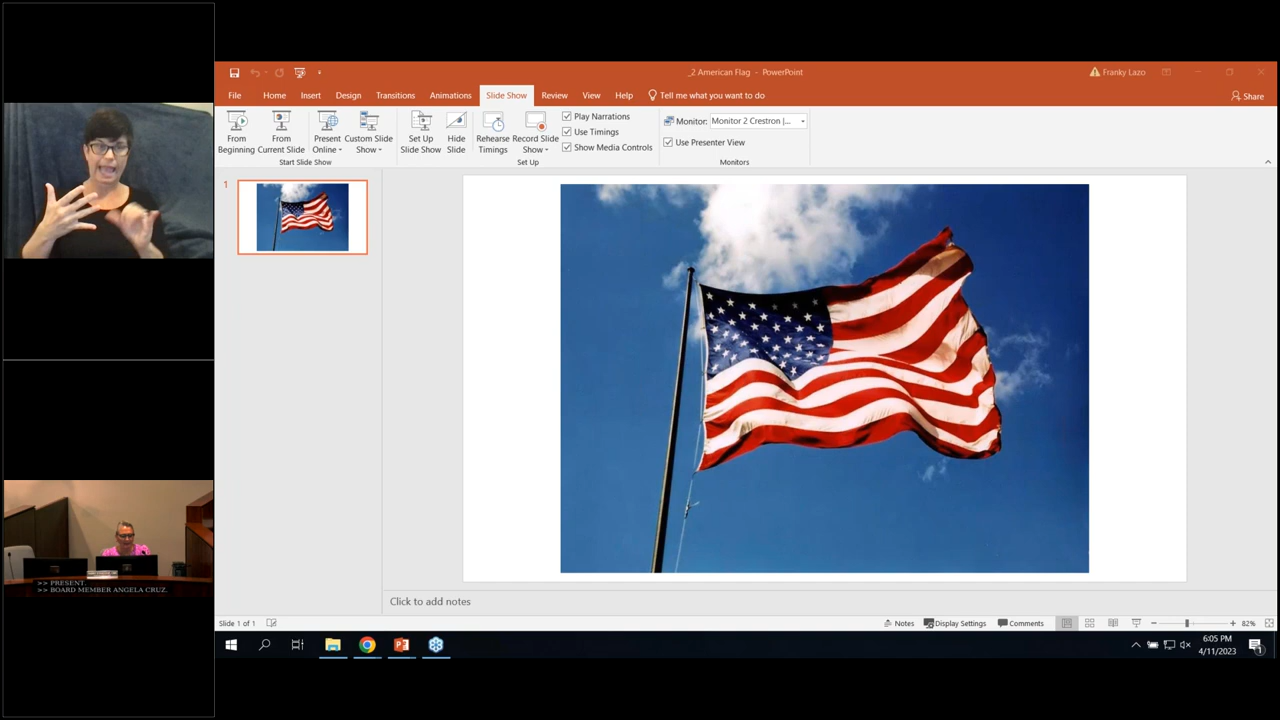 _2 American Flag - PowerPoint
Franky Lazo
File Home Insert Design Transitions Animations Slide Show Review View Help Tell me what you want to do
Share
From Beginning
From Current Slide
Present Online
Custom Slide Show
Start Slide Show
Set Up Slide Show
Hide Slide
Rehearse Timings
Record Slide Show
Play Narrations
Use Timings
Show Media Controls
Set Up
Monitor: Monitor 2 Crestron |...
Use Presenter View
Monitors
1
>> PRESENT.
>> BOARD MEMBER ANGELA CRUZ.
Click to add notes
Slide 1 of 1
Notes Display Settings Comments 82%
6:05 PM
4/11/2023
1